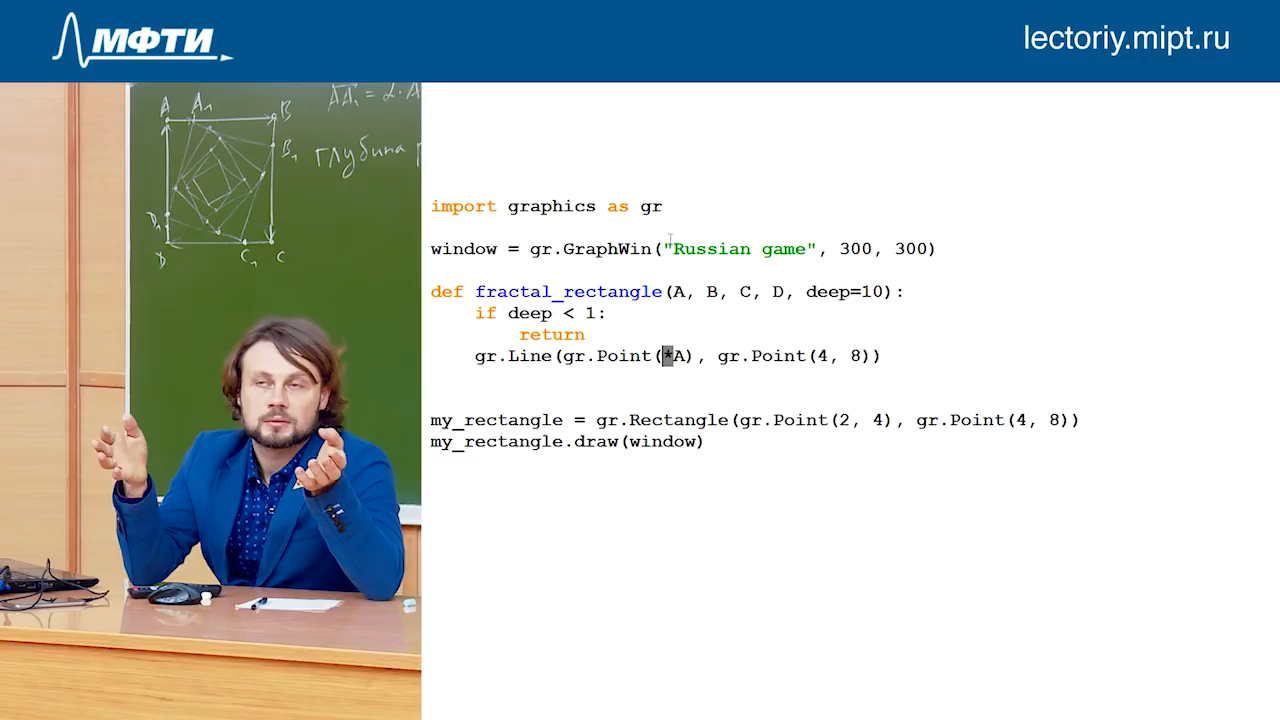 МФТИ
lectoriy.mipt.ru
A A₁ B
AA₁ = α · A
B₁
глубина
D₁
D C₁ C
import graphics as gr
window = gr.GraphWin("Russian game", 300, 300)
def fractal_rectangle(A, B, C, D, deep=10):
if deep < 1:
return
gr.Line(gr.Point(*A), gr.Point(4, 8))
my_rectangle = gr.Rectangle(gr.Point(2, 4), gr.Point(4, 8))
my_rectangle.draw(window)